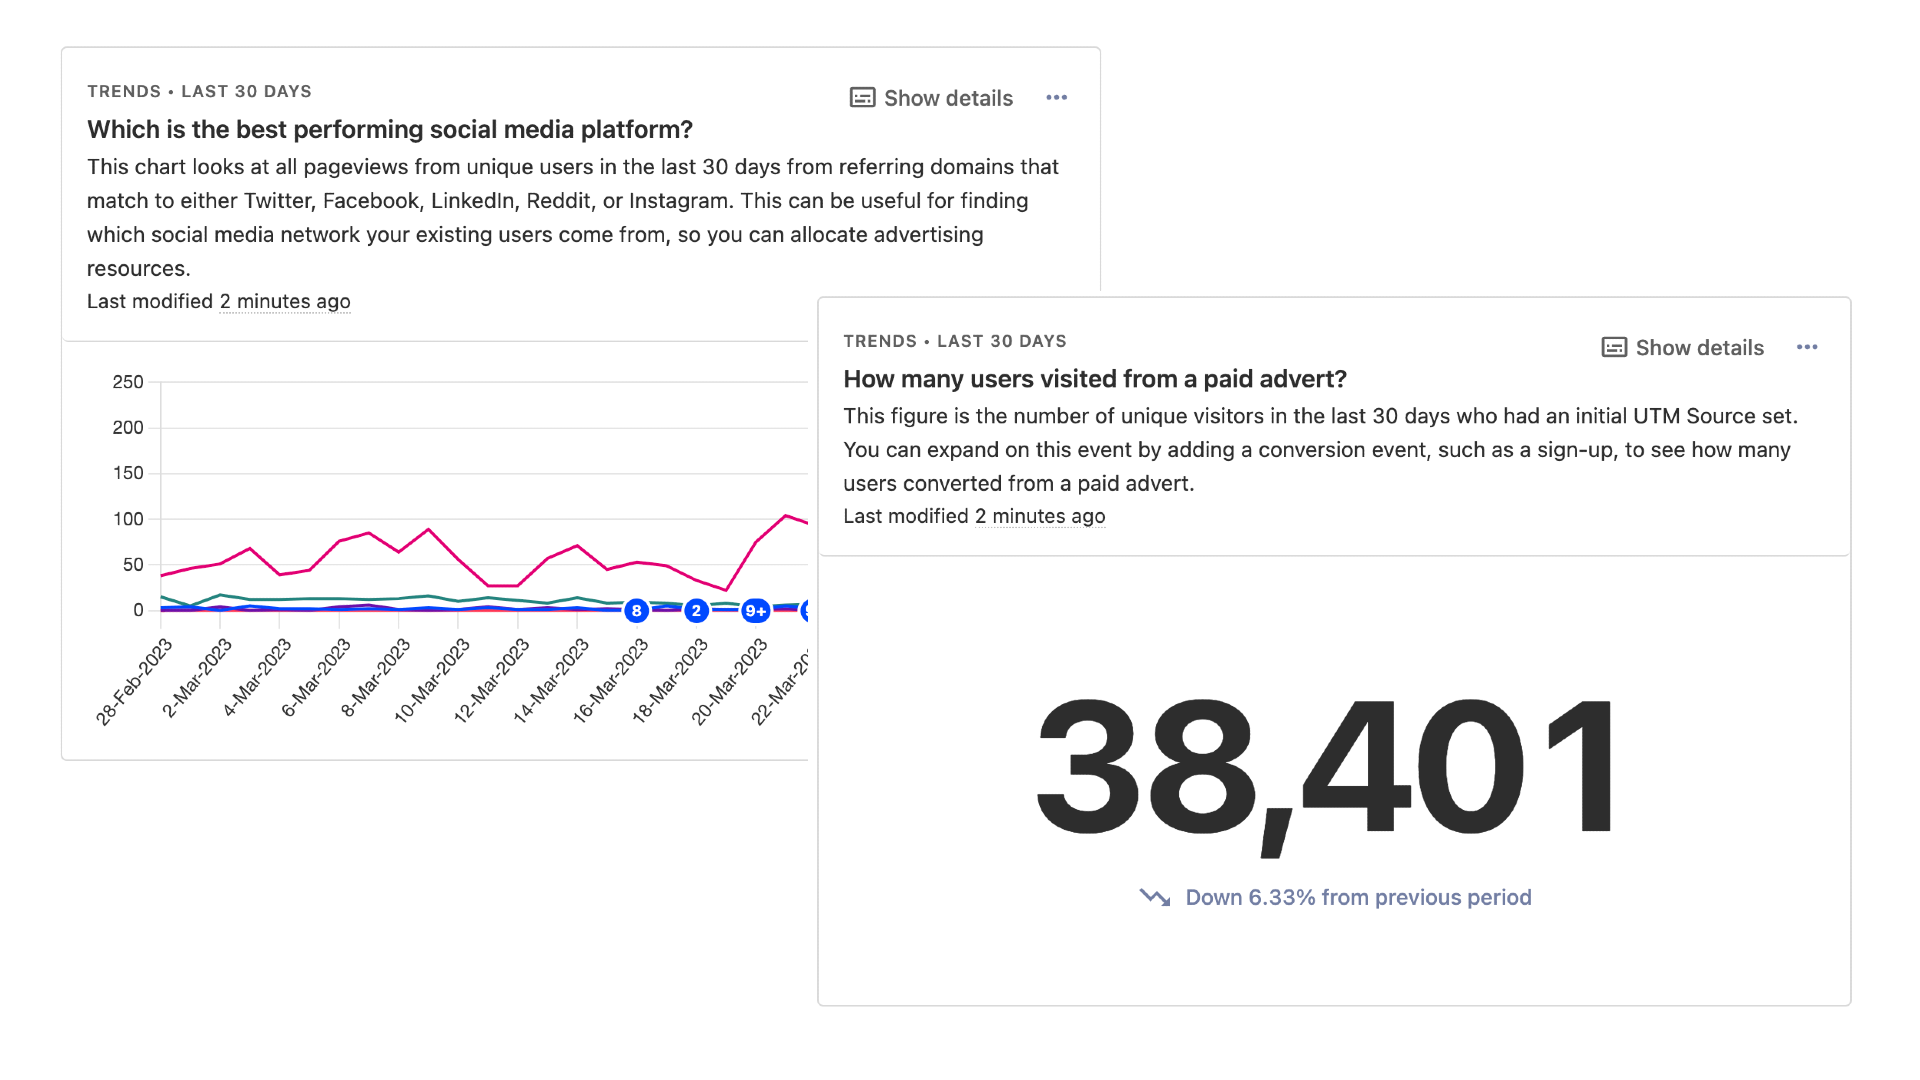 TRENDS • LAST 30 DAYS
Show details
Which is the best performing social media platform?
This chart looks at all pageviews from unique users in the last 30 days from referring domains that
match to either Twitter, Facebook, LinkedIn, Reddit, or Instagram. This can be useful for finding
which social media network your existing users come from, so you can allocate advertising
resources.
Last modified 2 minutes ago
250
200
150
100
50
0
8
2
9+
28-Feb-2023
2-Mar-2023
4-Mar-2023
6-Mar-2023
8-Mar-2023
10-Mar-2023
12-Mar-2023
14-Mar-2023
16-Mar-2023
18-Mar-2023
20-Mar-2023
22-Mar-
TRENDS • LAST 30 DAYS
Show details
How many users visited from a paid advert?
This figure is the number of unique visitors in the last 30 days who had an initial UTM Source set.
You can expand on this event by adding a conversion event, such as a sign-up, to see how many
users converted from a paid advert.
Last modified 2 minutes ago
38,401
Down 6.33% from previous period